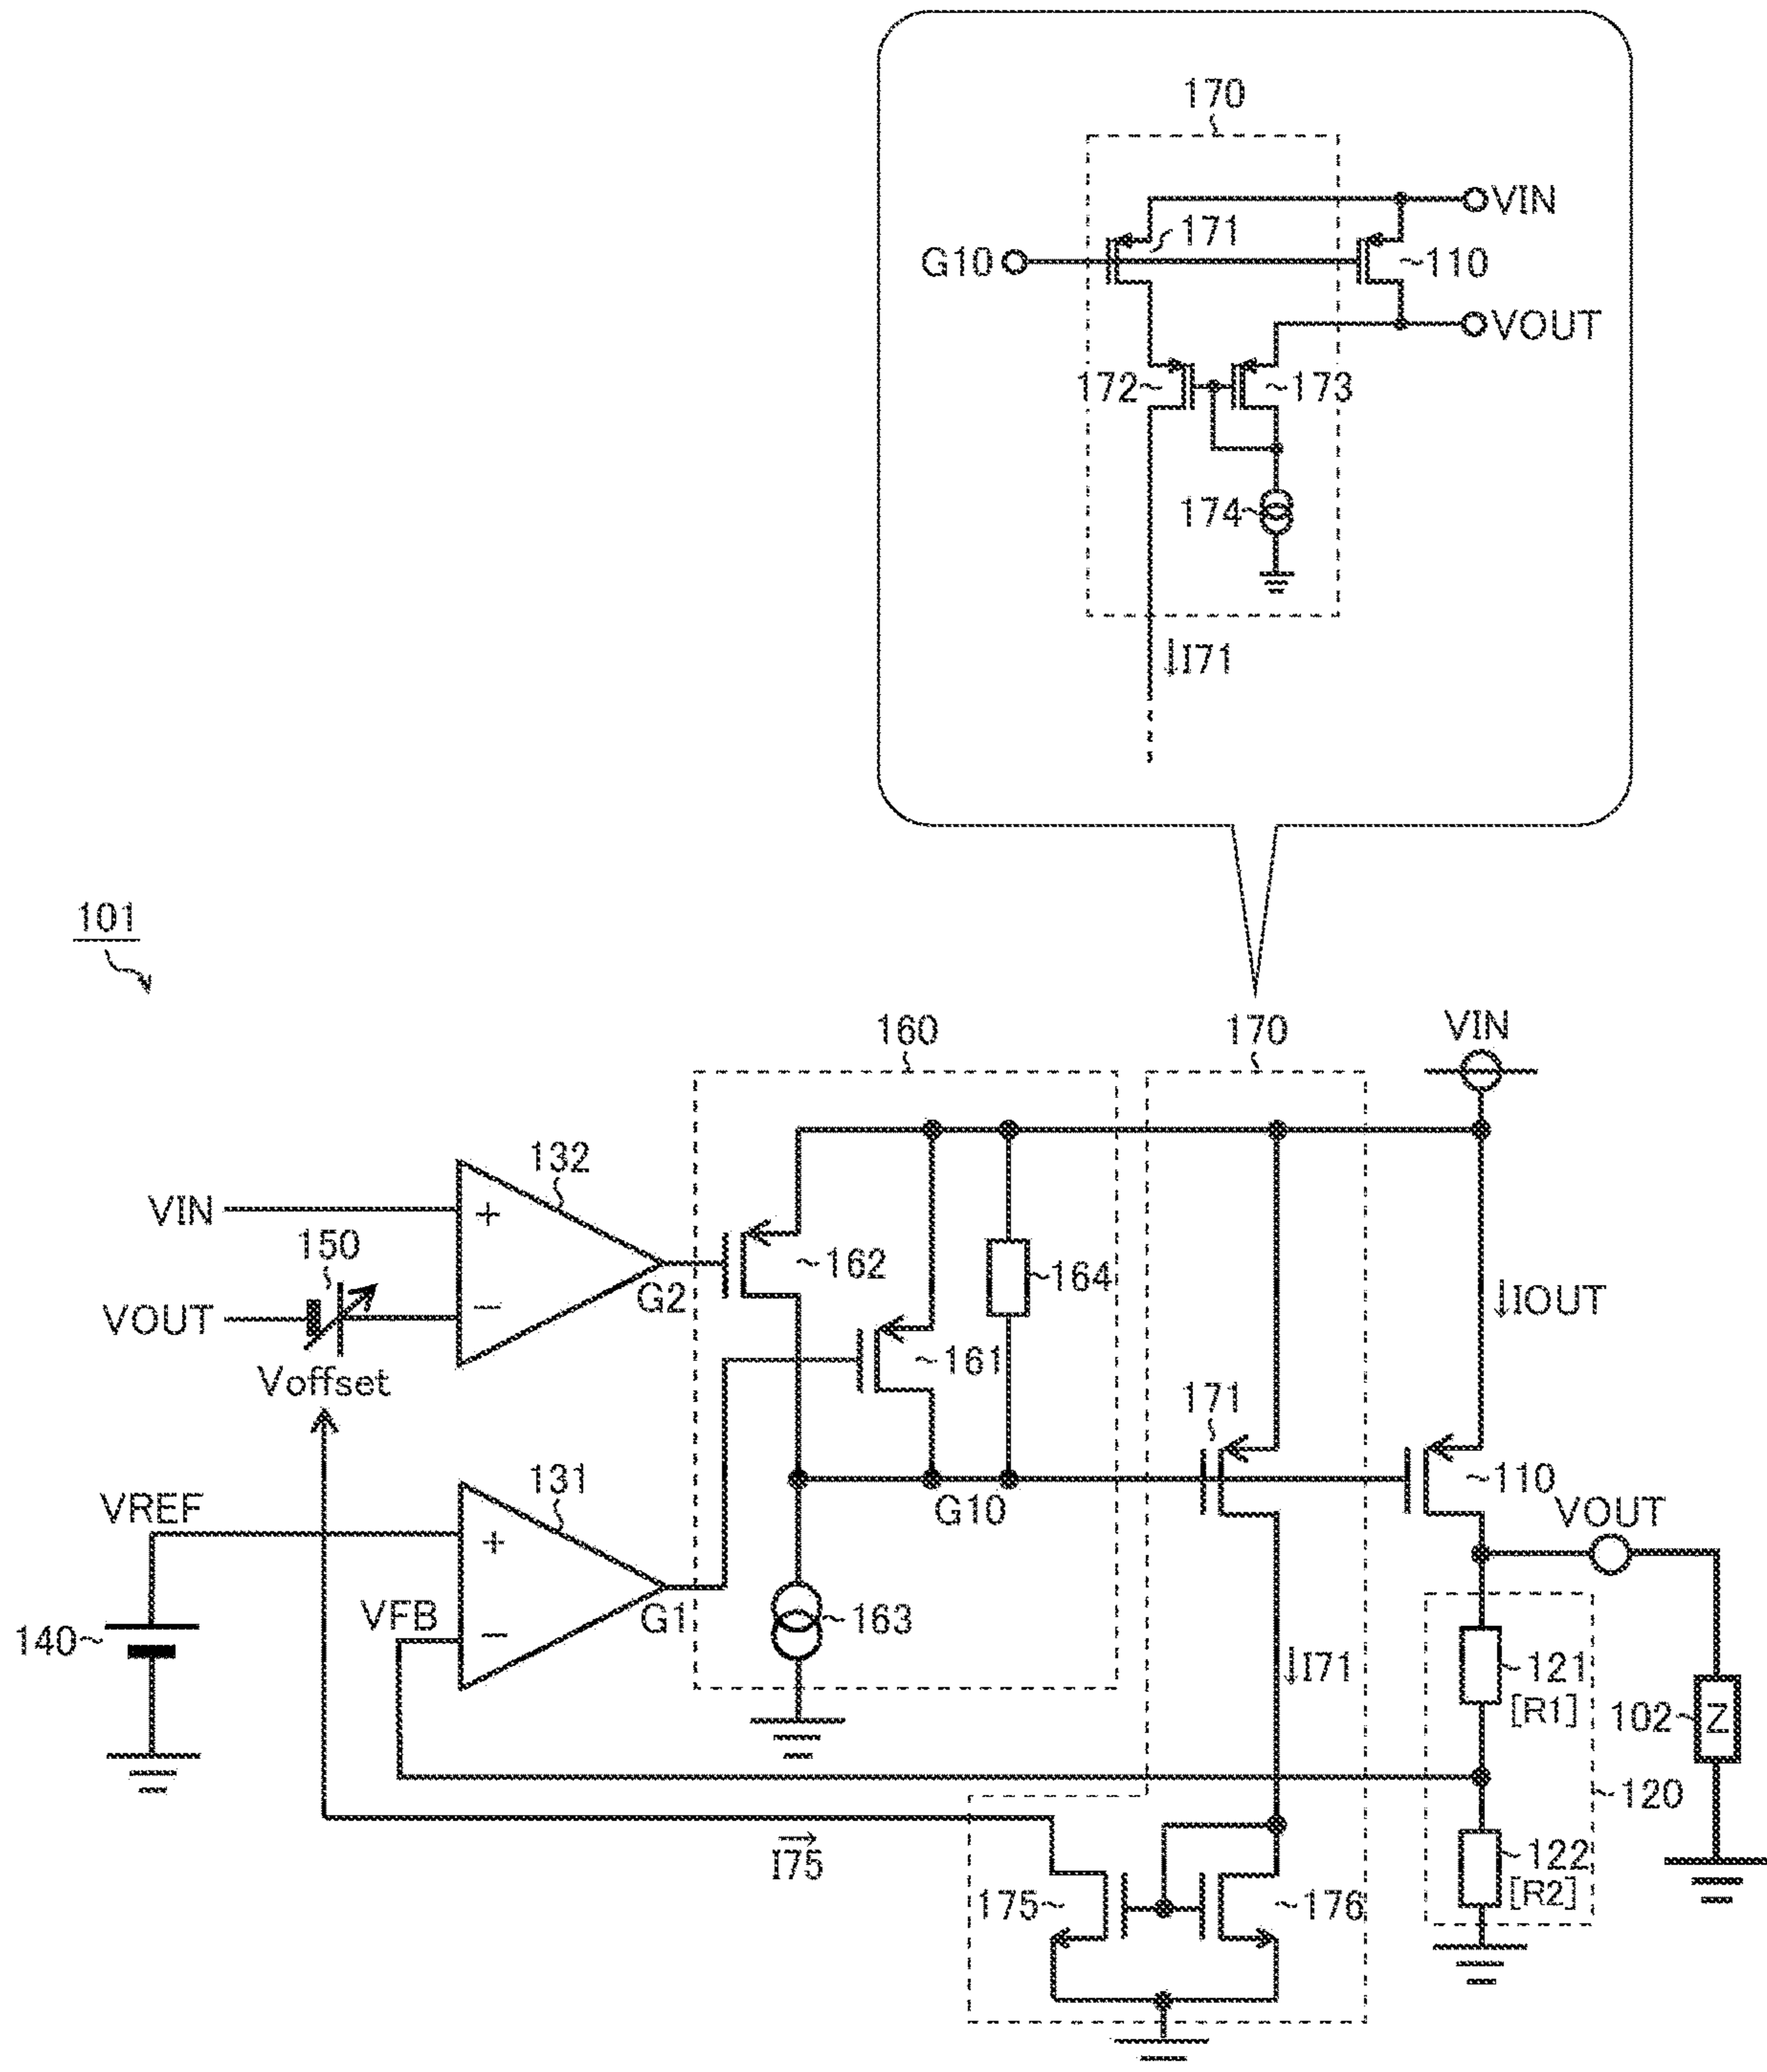 170
VIN
171
G10
110
VOUT
172
173
174
↓I71
101
160
170
VIN
132
VIN
+
150
162
164
VOUT
−
G2
↓IOUT
Voffset
161
171
131
110
VREF
G10
VOUT
+
VFB
G1
163
140
−
↓I71
121
[R1]
102
Z
120
I75
122
[R2]
175
176